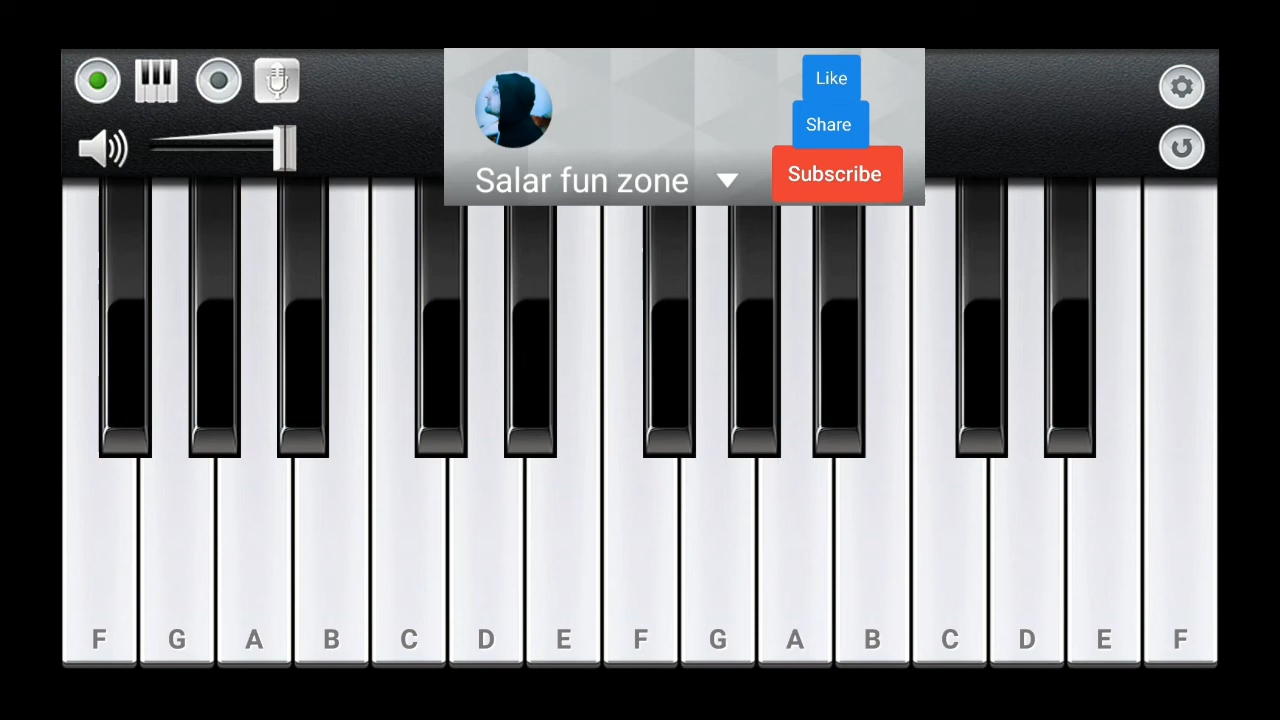 Like
Share
Salar fun zone
Subscribe
F G A B C D E F G A B C D E F